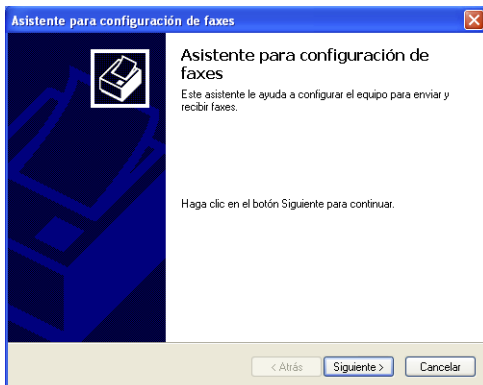 Asistente para configuración de faxes
Asistente para configuración de
faxes
Este asistente le ayuda a configurar el equipo para enviar y
recibir faxes.
Haga clic en el botón Siguiente para continuar.
< Atrás Siguiente > Cancelar